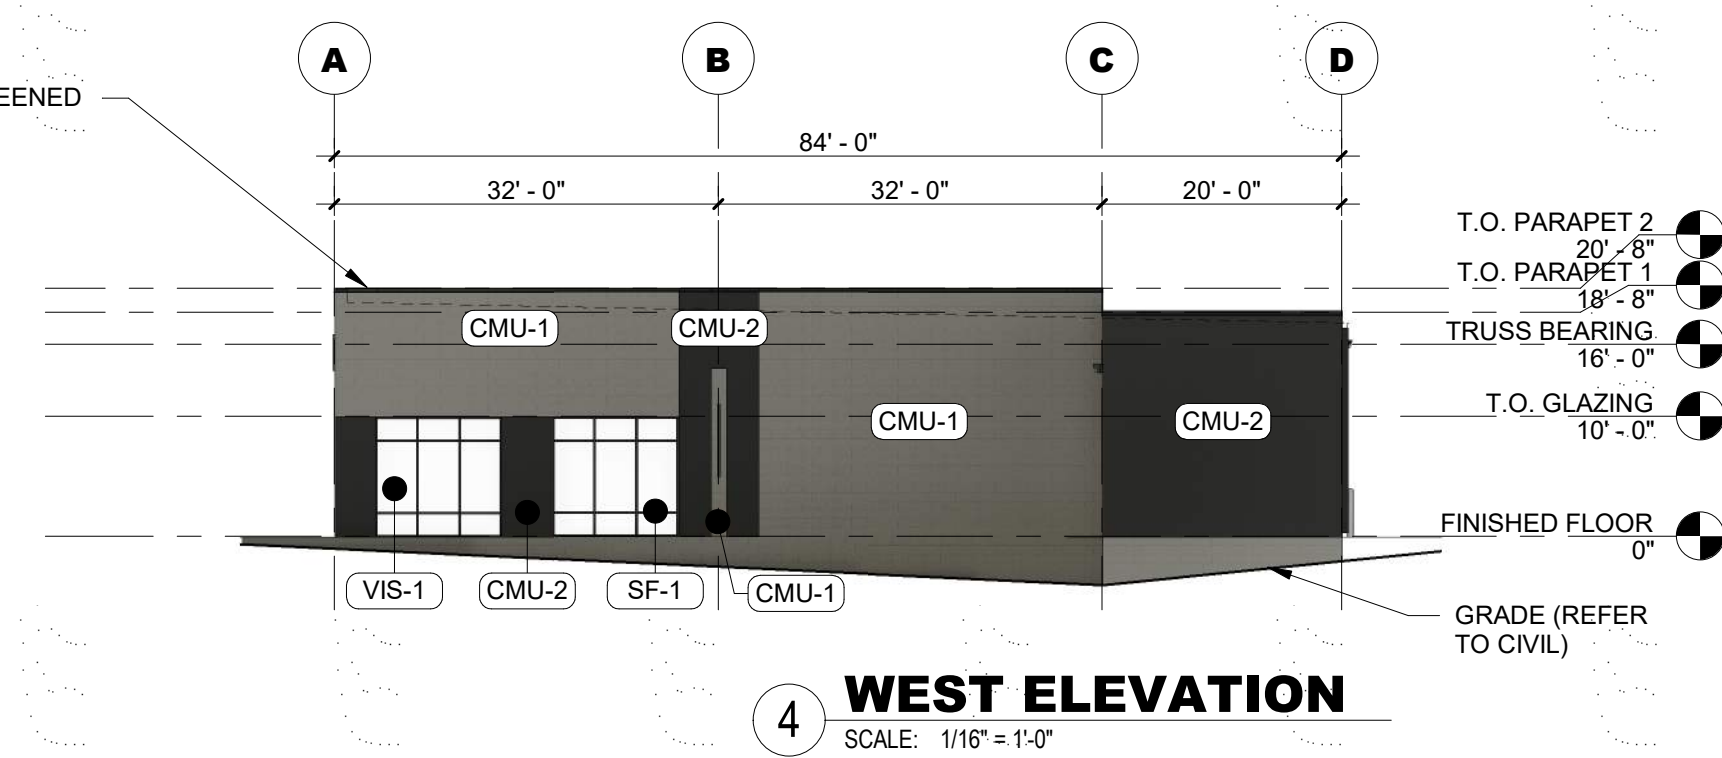 A
B
C
D
EENED
84' - 0"
32' - 0"
32' - 0"
20' - 0"
T.O. PARAPET 2
20' - 8"
T.O. PARAPET 1
18' - 8"
TRUSS BEARING
16' - 0"
T.O. GLAZING
10' - 0"
FINISHED FLOOR
0"
CMU-1
CMU-2
CMU-1
CMU-2
VIS-1
CMU-2
SF-1
CMU-1
GRADE (REFER
TO CIVIL)
4
WEST ELEVATION
SCALE: 1/16" = 1'-0"